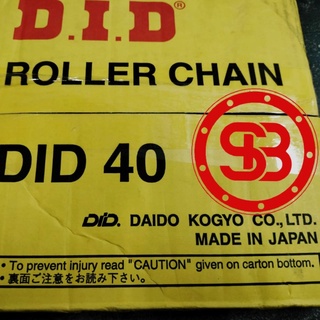 D.I.D®
ROLLER CHAIN
DID 40
SB
DID. DAIDO KOGYO CO., LTD.
MADE IN JAPAN
• To prevent injury read "CAUTION" given on carton bottom.
• 裏面ご注意をお読み下さい。